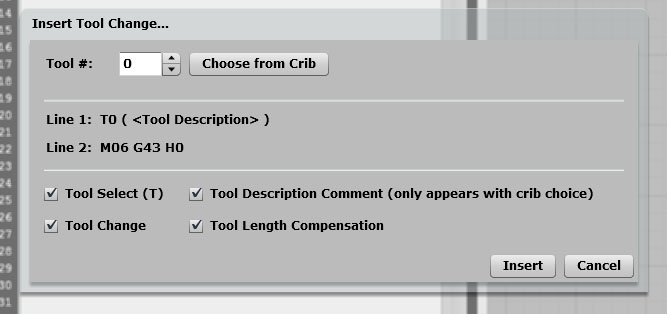 14
15
16
17
18
19
20
21
22
23
24
25
26
27
28
29
30
31
Insert Tool Change...
Tool #: 0 Choose from Crib
Line 1: T0 ( <Tool Description> )
Line 2: M06 G43 H0
Tool Select (T) Tool Description Comment (only appears with crib choice)
Tool Change Tool Length Compensation
Insert Cancel